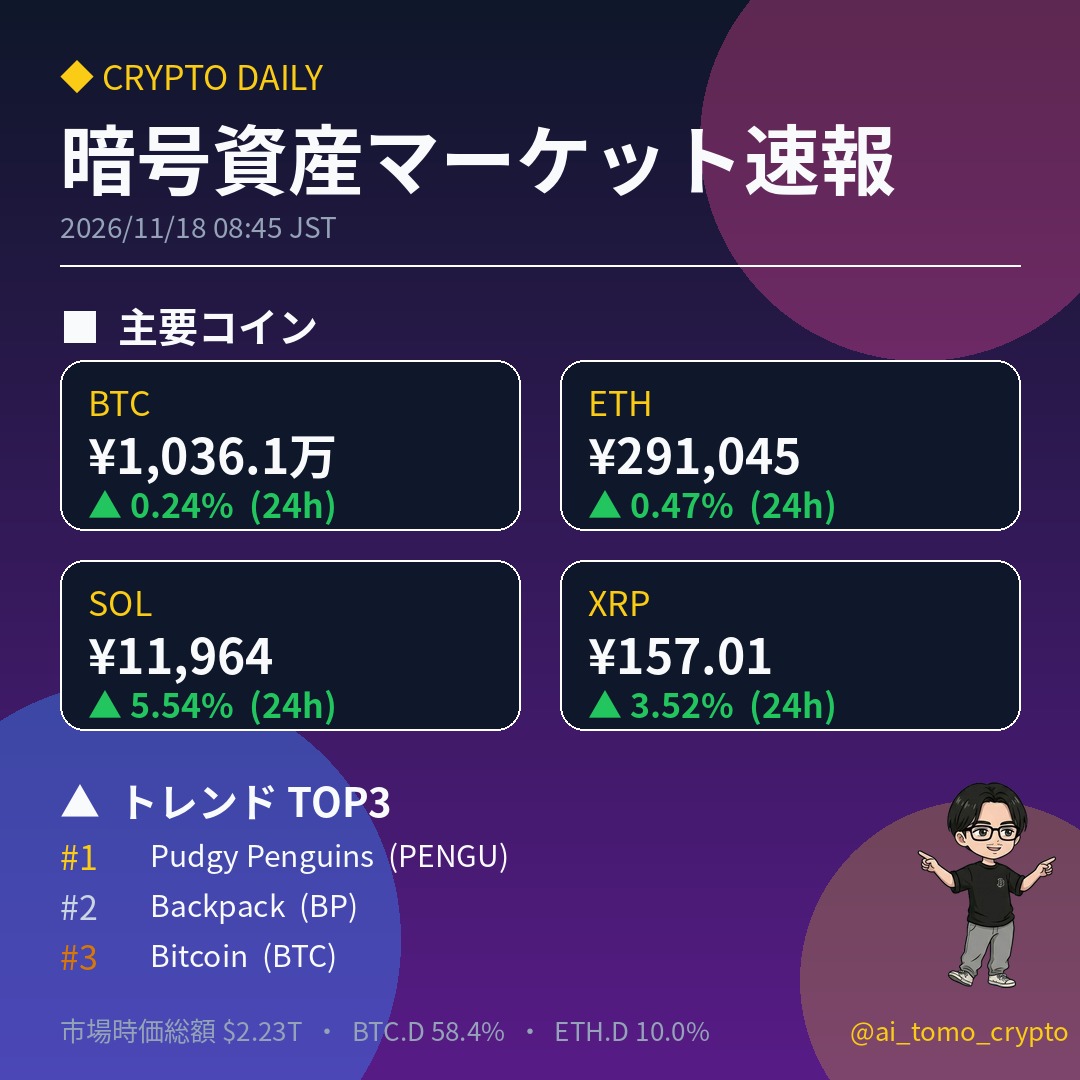 ◆ CRYPTO DAILY
暗号資産マーケット速報
2026/11/18 08:45 JST
■ 主要コイン
BTC
¥1,036.1万
▲ 0.24% (24h)
ETH
¥291,045
▲ 0.47% (24h)
SOL
¥11,964
▲ 5.54% (24h)
XRP
¥157.01
▲ 3.52% (24h)
▲ トレンド TOP3
#1 Pudgy Penguins (PENGU)
#2 Backpack (BP)
#3 Bitcoin (BTC)
市場時価総額 $2.23T ・ BTC.D 58.4% ・ ETH.D 10.0%
@ai_tomo_crypto